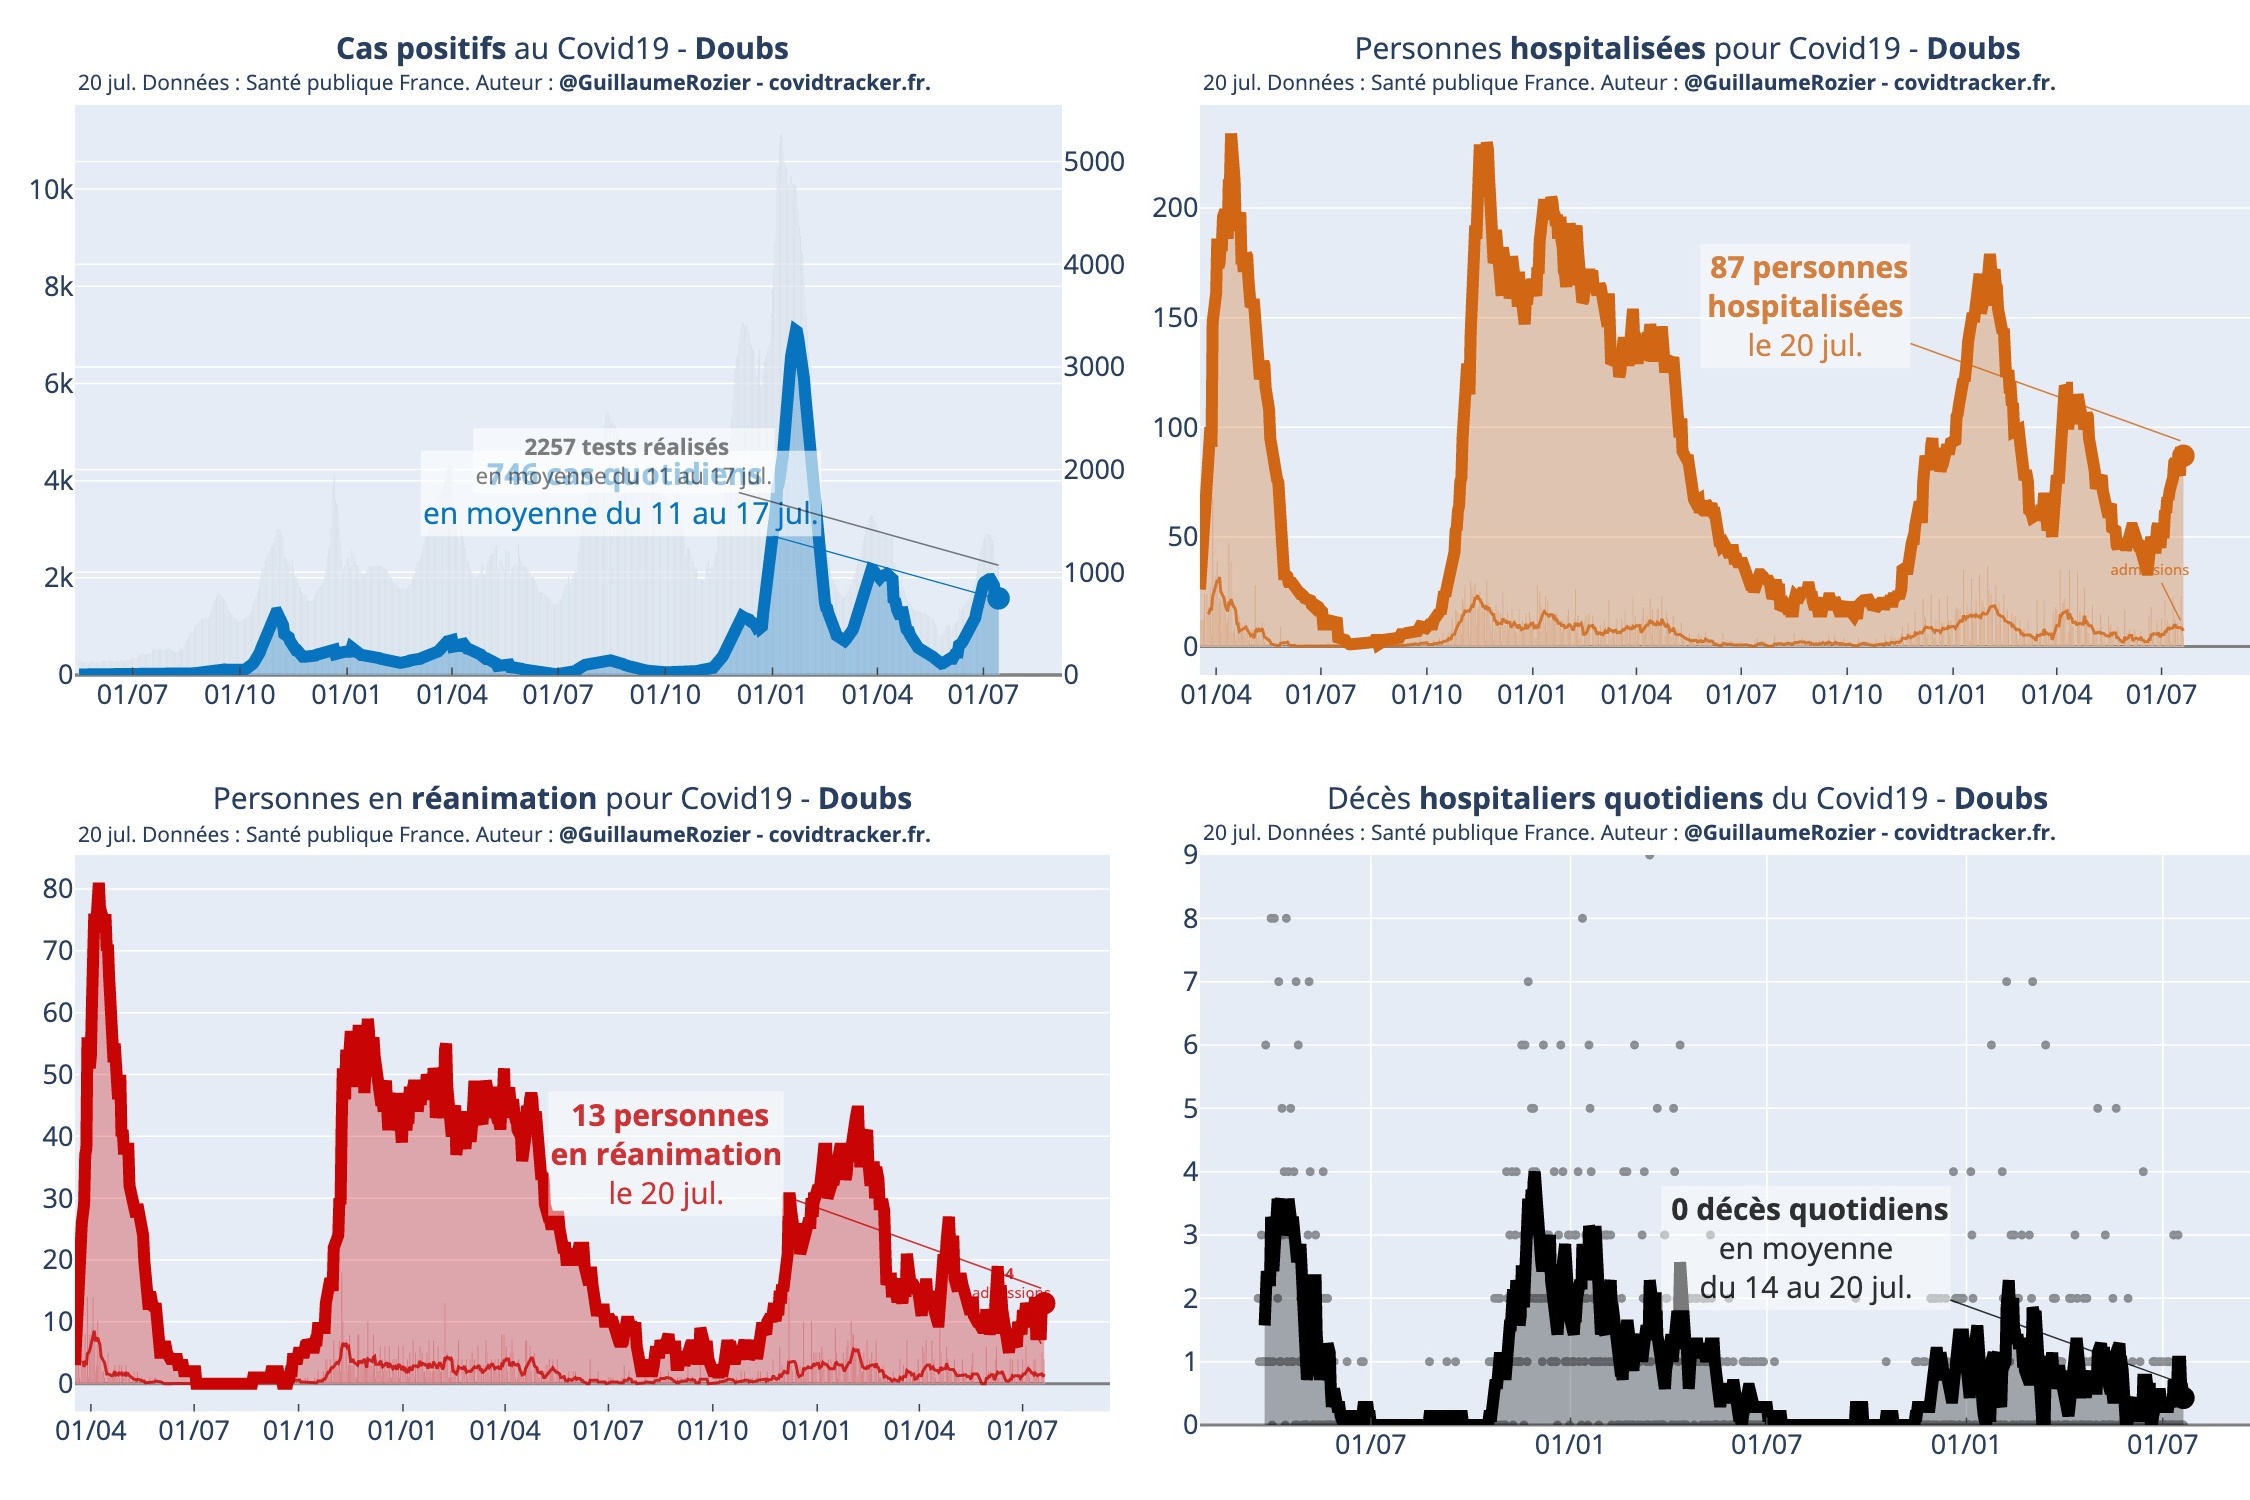 Cas positifs au Covid19 - Doubs
20 jul. Données : Santé publique France. Auteur : @GuillaumeRozier - covidtracker.fr.
10k
8k
6k
4k
2k
0
5000
4000
3000
2000
1000
0
2257 tests réalisés
en moyenne du 11 au 17 jul.
746 cas quotidiens
en moyenne du 11 au 17 jul.
01/07 01/10 01/01 01/04 01/07 01/10 01/01 01/04 01/07
Personnes hospitalisées pour Covid19 - Doubs
20 jul. Données : Santé publique France. Auteur : @GuillaumeRozier - covidtracker.fr.
200
150
100
50
0
87 personnes
hospitalisées
le 20 jul.
admissions
01/04 01/07 01/10 01/01 01/04 01/07 01/10 01/01 01/04 01/07
Personnes en réanimation pour Covid19 - Doubs
20 jul. Données : Santé publique France. Auteur : @GuillaumeRozier - covidtracker.fr.
80
70
60
50
40
30
20
10
0
13 personnes
en réanimation
le 20 jul.
4
admissions
01/04 01/07 01/10 01/01 01/04 01/07 01/10 01/01 01/04 01/07
Décès hospitaliers quotidiens du Covid19 - Doubs
20 jul. Données : Santé publique France. Auteur : @GuillaumeRozier - covidtracker.fr.
9
8
7
6
5
4
3
2
1
0
0 décès quotidiens
en moyenne
du 14 au 20 jul.
01/07 01/01 01/07 01/01 01/07